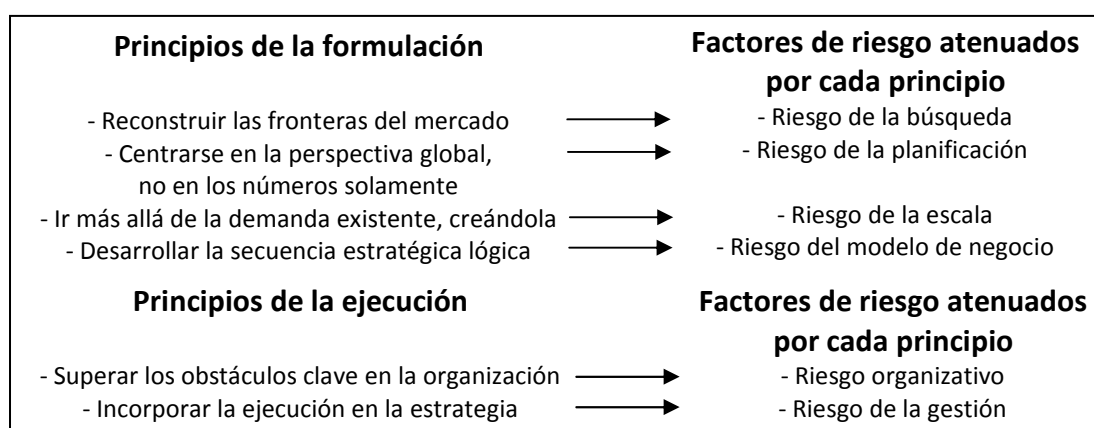 Principios de la formulación
Factores de riesgo atenuados
por cada principio
- Reconstruir las fronteras del mercado
- Riesgo de la búsqueda
- Centrarse en la perspectiva global,
- Riesgo de la planificación
no en los números solamente
- Ir más allá de la demanda existente, creándola
- Riesgo de la escala
- Desarrollar la secuencia estratégica lógica
- Riesgo del modelo de negocio
Principios de la ejecución
Factores de riesgo atenuados
por cada principio
- Superar los obstáculos clave en la organización
- Riesgo organizativo
- Incorporar la ejecución en la estrategia
- Riesgo de la gestión